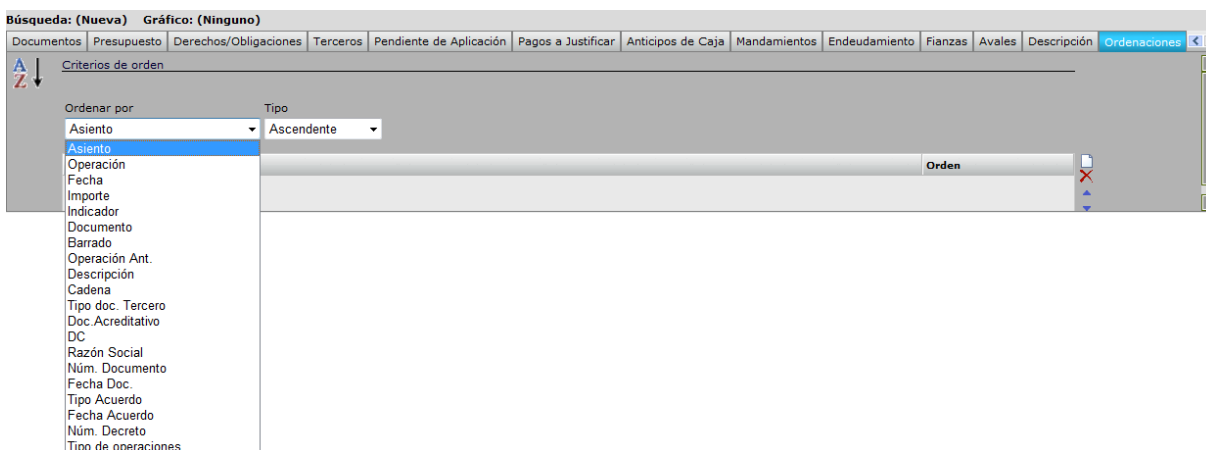 Búsqueda: (Nueva) Gráfico: (Ninguno)
Documentos Presupuesto Derechos/Obligaciones Terceros Pendiente de Aplicación Pagos a Justificar Anticipos de Caja Mandamientos Endeudamiento Fianzas Avales Descripción Ordenaciones
A Z Criterios de orden
Ordenar por Tipo
Asiento Ascendente
Asiento
Operación
Orden
Fecha
Importe
Indicador
Documento
Barrado
Operación Ant.
Descripción
Cadena
Tipo doc. Tercero
Doc.Acreditativo
DC
Razón Social
Núm. Documento
Fecha Doc.
Tipo Acuerdo
Fecha Acuerdo
Núm. Decreto
Tipo de operaciones